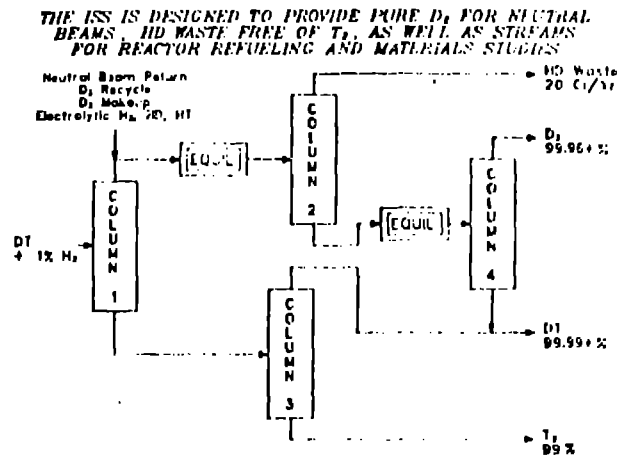 THE ISS IS DESIGNED TO PROVIDE PURE D₂ FOR NEUTRAL
BEAMS, HD WASTE FREE OF T₂, AS WELL AS STREAMS
FOR REACTOR REFUELING AND MATERIALS STUDIES
Neutral Beam Return
D₂ Recycle
D₂ Makeup
Electrolytic H₂, HD, HT
HD Waste
20 Ci/Yr
D₂
99.96+%
[EQUIL]
COLUMN 2
[EQUIL]
COLUMN 4
COLUMN 1
DT
+ 1% H₂
COLUMN 3
DT
99.99+%
T₂
99%